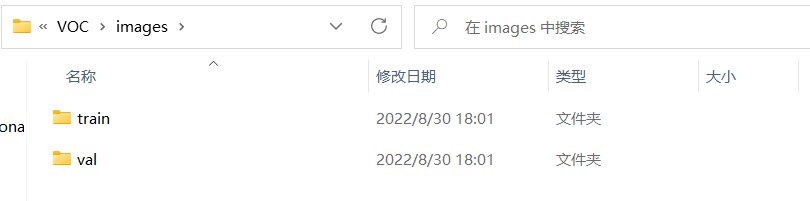 « VOC > images >
在 images 中搜索
名称 修改日期 类型 大小
train 2022/8/30 18:01 文件夹
ona
val 2022/8/30 18:01 文件夹